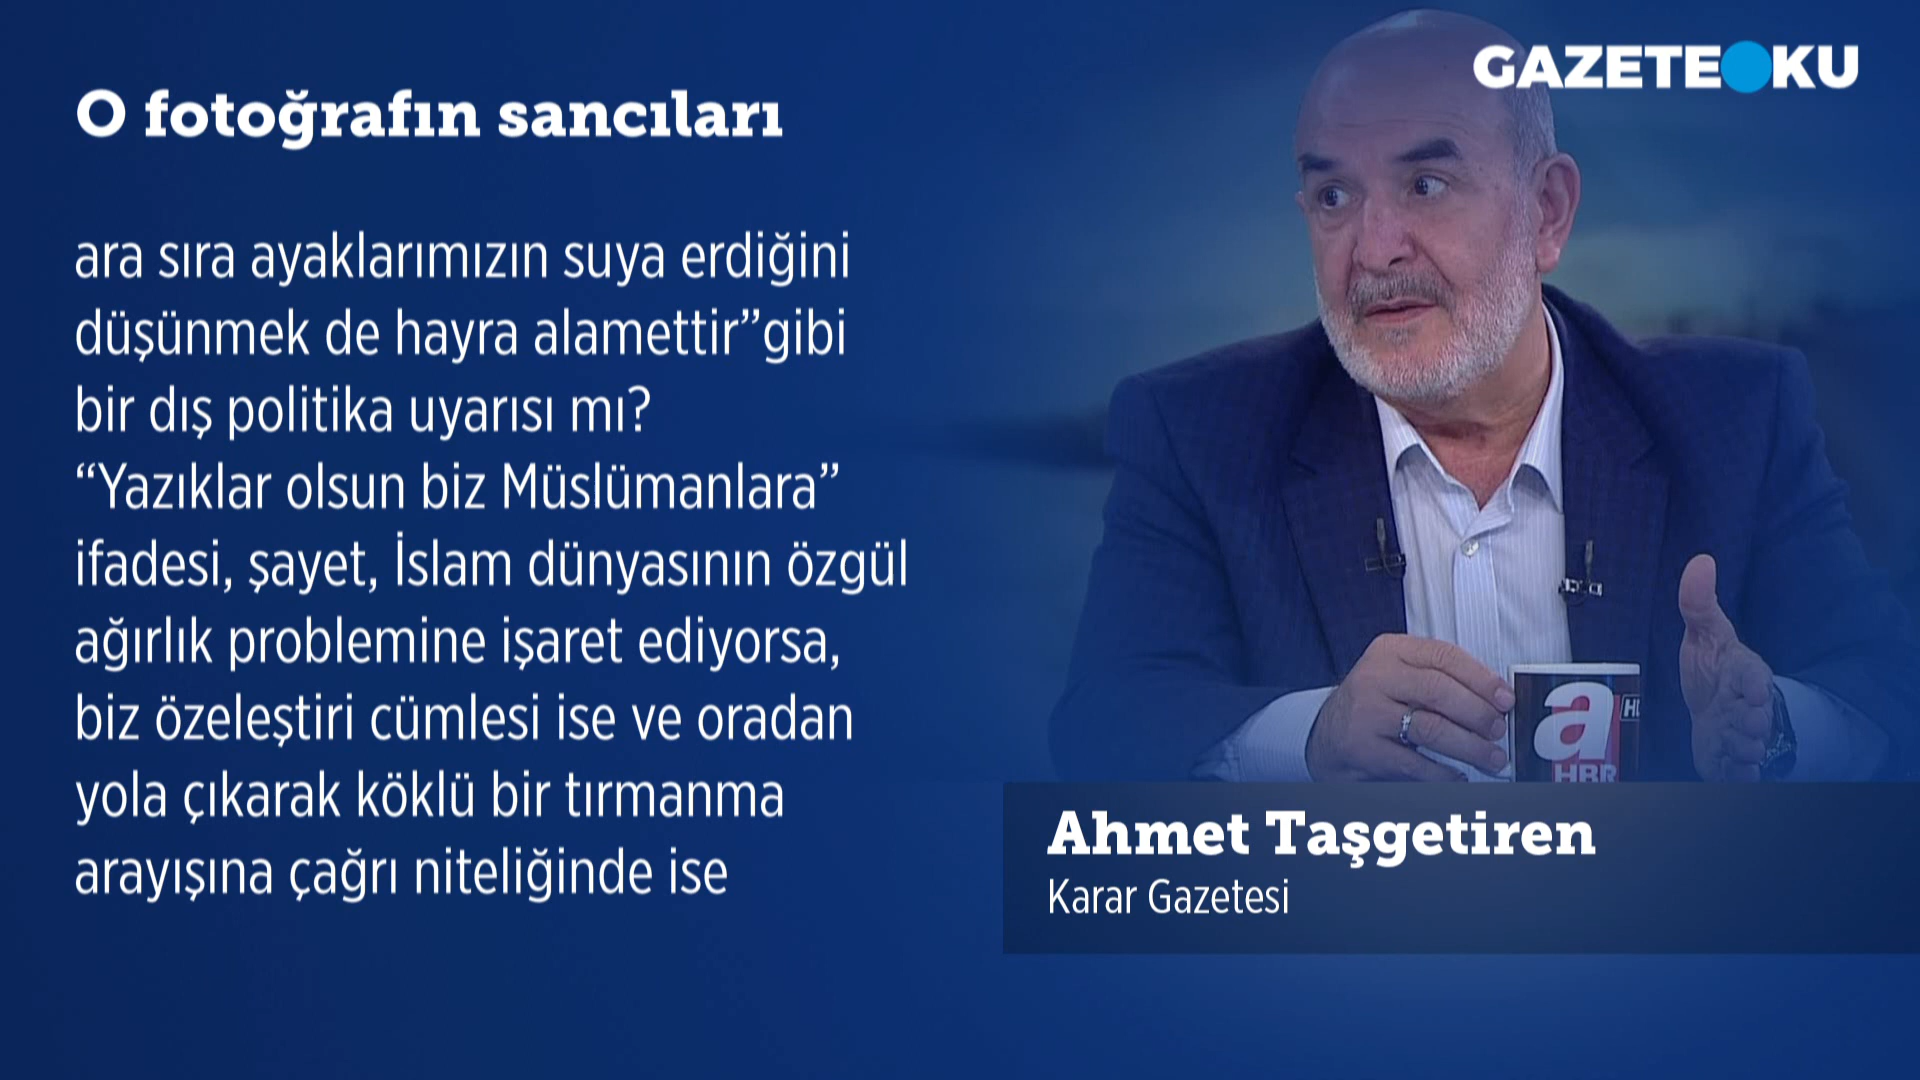 GAZETE OKU
O fotoğrafın sancıları
ara sıra ayaklarımızın suya erdiğini
düşünmek de hayra alamettir”gibi
bir dış politika uyarısı mı?
“Yazıklar olsun biz Müslümanlara”
ifadesi, şayet, İslam dünyasının özgül
ağırlık problemine işaret ediyorsa,
biz özeleştiri cümlesi ise ve oradan
yola çıkarak köklü bir tırmanma
arayışına çağrı niteliğinde ise
a
HBR
Ahmet Taşgetiren
Karar Gazetesi